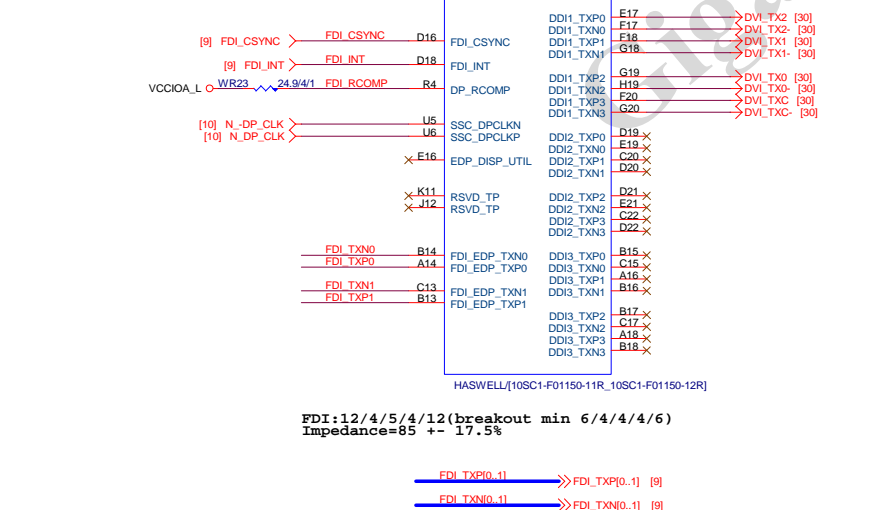 DDI1_TXP0 E17 DVI_TX2 [30]
DDI1_TXN0 F17 DVI_TX2- [30]
[9] FDI_CSYNC FDI_CSYNC D16 FDI_CSYNC DDI1_TXP1 F18 DVI_TX1 [30]
DDI1_TXN1 G18 DVI_TX1- [30]
[9] FDI_INT FDI_INT D18 FDI_INT
DDI1_TXP2 G19 DVI_TX0 [30]
VCCIOA_L WR23 24.9/4/1 FDI_RCOMP R4 DP_RCOMP DDI1_TXN2 H19 DVI_TX0- [30]
DDI1_TXP3 F20 DVI_TXC [30]
DDI1_TXN3 G20 DVI_TXC- [30]
[10] N_-DP_CLK U5 SSC_DPCLKN
[10] N_DP_CLK U6 SSC_DPCLKP DDI2_TXP0 D19
DDI2_TXN0 E19
E16 EDP_DISP_UTIL DDI2_TXP1 C20
DDI2_TXN1 D20
K11 RSVD_TP DDI2_TXP2 D21
J12 RSVD_TP DDI2_TXN2 E21
DDI2_TXP3 C22
DDI2_TXN3 D22
FDI_TXN0 B14 FDI_EDP_TXN0 DDI3_TXP0 B15
FDI_TXP0 A14 FDI_EDP_TXP0 DDI3_TXN0 C15
DDI3_TXP1 A16
FDI_TXN1 C13 FDI_EDP_TXN1 DDI3_TXN1 B16
FDI_TXP1 B13 FDI_EDP_TXP1
DDI3_TXP2 B17
DDI3_TXN2 C17
DDI3_TXP3 A18
DDI3_TXN3 B18
HASWELL/[10SC1-F01150-11R_10SC1-F01150-12R]
FDI:12/4/5/4/12(breakout min 6/4/4/4/6)
Impedance=85 +- 17.5%
FDI_TXP[0..1] FDI_TXP[0..1] [9]
FDI_TXN[0..1] FDI_TXN[0..1] [9]